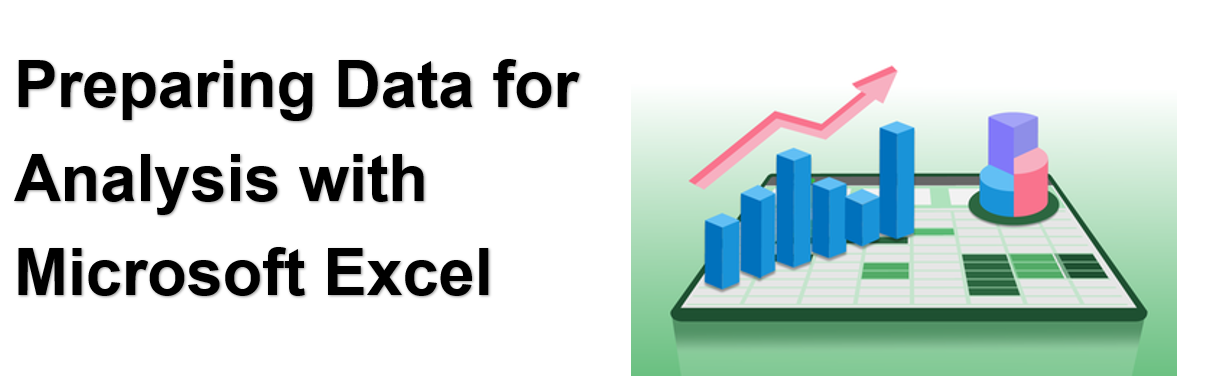 Preparing Data for
Analysis with
Microsoft Excel